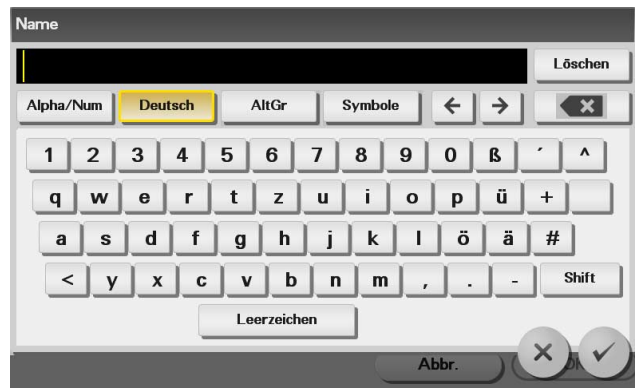 Name
Löschen
Alpha/Num Deutsch AltGr Symbole ← →
1 2 3 4 5 6 7 8 9 0 ß ´ ^
q w e r t z u i o p ü +
a s d f g h j k l ö ä #
< y x c v b n m , . - Shift
Leerzeichen
Abbr.